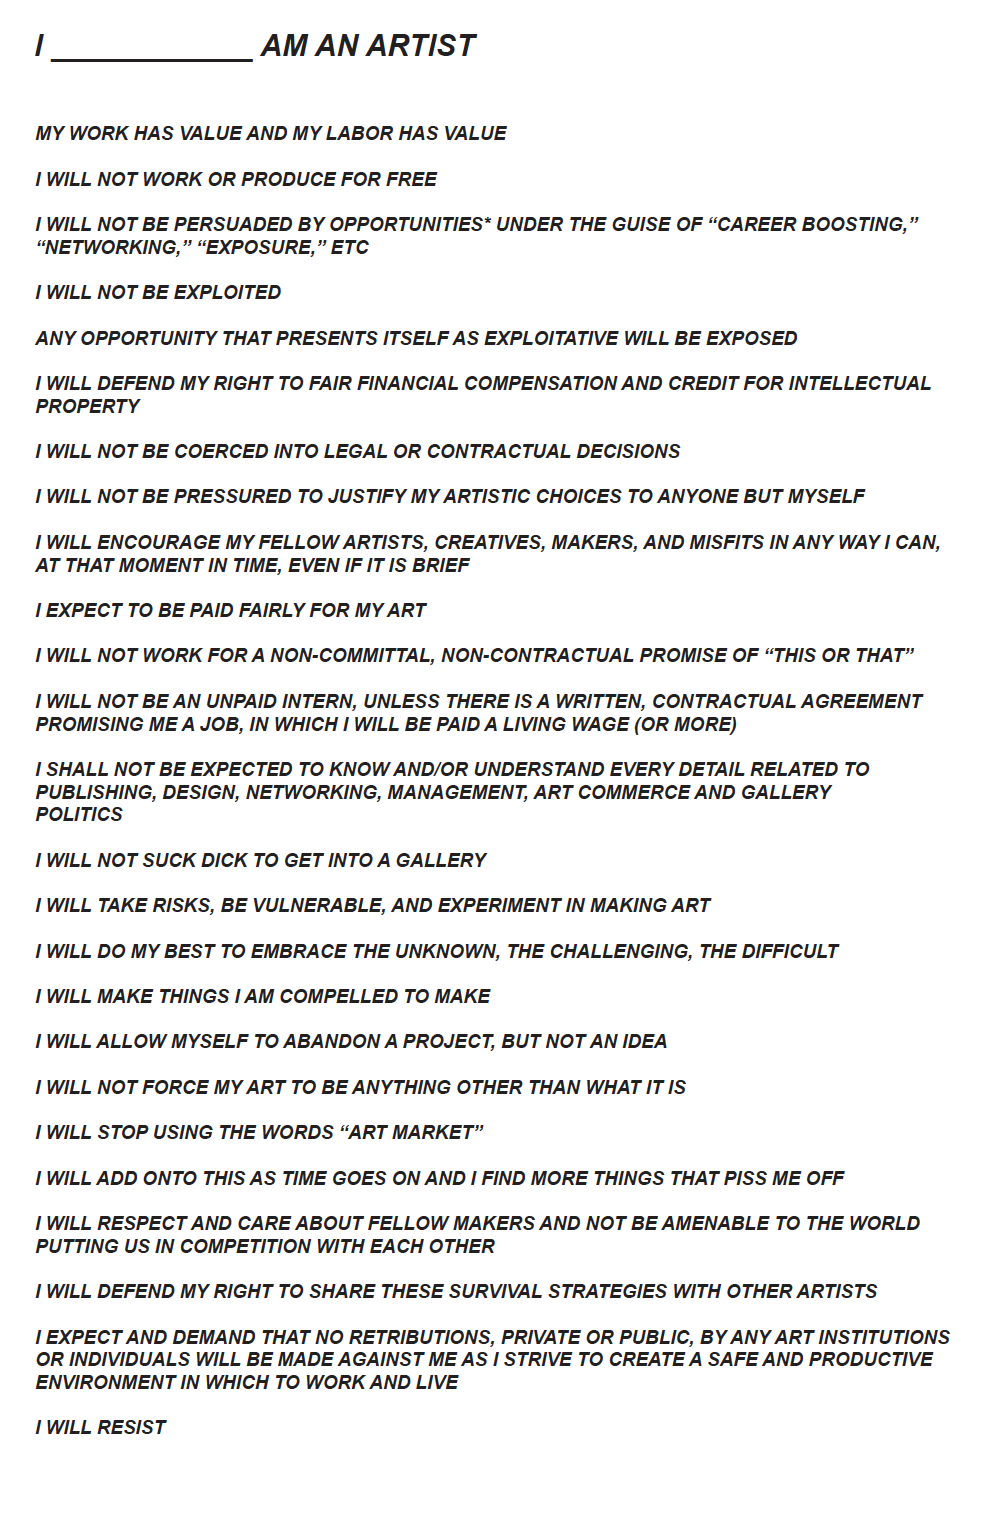 I ____________ AM AN ARTIST
MY WORK HAS VALUE AND MY LABOR HAS VALUE
I WILL NOT WORK OR PRODUCE FOR FREE
I WILL NOT BE PERSUADED BY OPPORTUNITIES* UNDER THE GUISE OF “CAREER BOOSTING,”
“NETWORKING,” “EXPOSURE,” ETC
I WILL NOT BE EXPLOITED
ANY OPPORTUNITY THAT PRESENTS ITSELF AS EXPLOITATIVE WILL BE EXPOSED
I WILL DEFEND MY RIGHT TO FAIR FINANCIAL COMPENSATION AND CREDIT FOR INTELLECTUAL
PROPERTY
I WILL NOT BE COERCED INTO LEGAL OR CONTRACTUAL DECISIONS
I WILL NOT BE PRESSURED TO JUSTIFY MY ARTISTIC CHOICES TO ANYONE BUT MYSELF
I WILL ENCOURAGE MY FELLOW ARTISTS, CREATIVES, MAKERS, AND MISFITS IN ANY WAY I CAN,
AT THAT MOMENT IN TIME, EVEN IF IT IS BRIEF
I EXPECT TO BE PAID FAIRLY FOR MY ART
I WILL NOT WORK FOR A NON-COMMITTAL, NON-CONTRACTUAL PROMISE OF “THIS OR THAT”
I WILL NOT BE AN UNPAID INTERN, UNLESS THERE IS A WRITTEN, CONTRACTUAL AGREEMENT
PROMISING ME A JOB, IN WHICH I WILL BE PAID A LIVING WAGE (OR MORE)
I SHALL NOT BE EXPECTED TO KNOW AND/OR UNDERSTAND EVERY DETAIL RELATED TO
PUBLISHING, DESIGN, NETWORKING, MANAGEMENT, ART COMMERCE AND GALLERY
POLITICS
I WILL NOT SUCK DICK TO GET INTO A GALLERY
I WILL TAKE RISKS, BE VULNERABLE, AND EXPERIMENT IN MAKING ART
I WILL DO MY BEST TO EMBRACE THE UNKNOWN, THE CHALLENGING, THE DIFFICULT
I WILL MAKE THINGS I AM COMPELLED TO MAKE
I WILL ALLOW MYSELF TO ABANDON A PROJECT, BUT NOT AN IDEA
I WILL NOT FORCE MY ART TO BE ANYTHING OTHER THAN WHAT IT IS
I WILL STOP USING THE WORDS “ART MARKET”
I WILL ADD ONTO THIS AS TIME GOES ON AND I FIND MORE THINGS THAT PISS ME OFF
I WILL RESPECT AND CARE ABOUT FELLOW MAKERS AND NOT BE AMENABLE TO THE WORLD
PUTTING US IN COMPETITION WITH EACH OTHER
I WILL DEFEND MY RIGHT TO SHARE THESE SURVIVAL STRATEGIES WITH OTHER ARTISTS
I EXPECT AND DEMAND THAT NO RETRIBUTIONS, PRIVATE OR PUBLIC, BY ANY ART INSTITUTIONS
OR INDIVIDUALS WILL BE MADE AGAINST ME AS I STRIVE TO CREATE A SAFE AND PRODUCTIVE
ENVIRONMENT IN WHICH TO WORK AND LIVE
I WILL RESIST